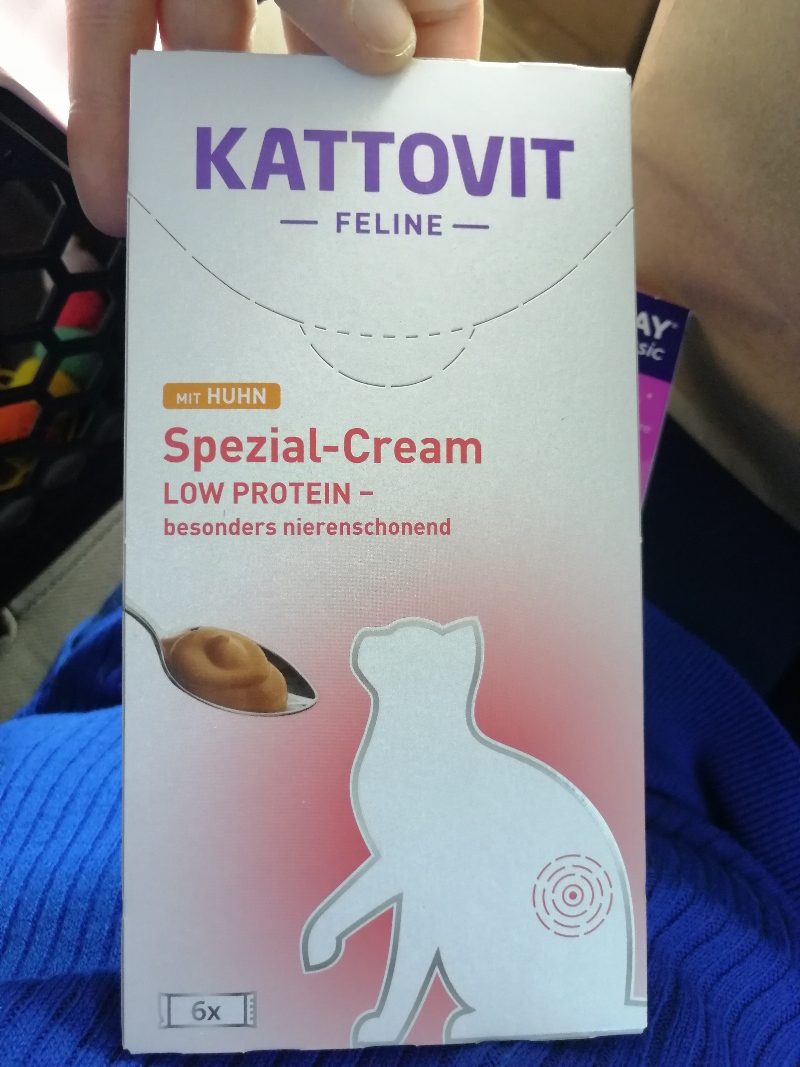 KATTOVIT
FELINE
MIT HUHN
Spezial-Cream
LOW PROTEIN –
besonders nierenschonend
6x